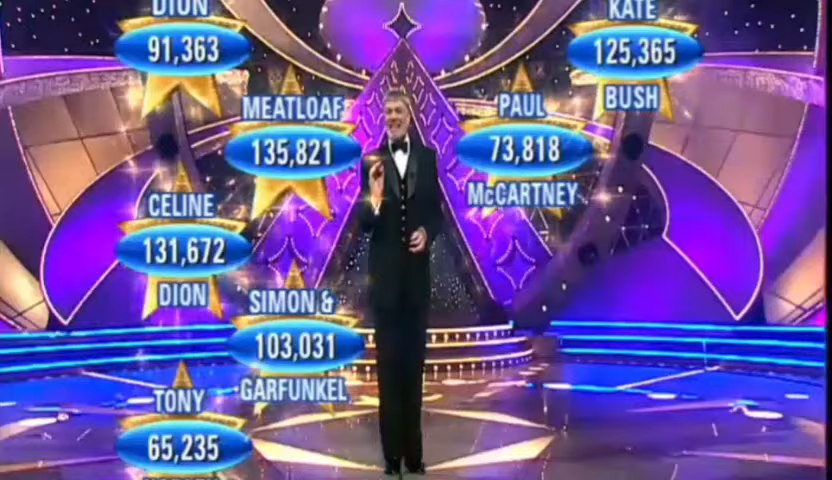 DION
91,363
KATE
125,365
BUSH
MEATLOAF
135,821
PAUL
73,818
McCARTNEY
CELINE
131,672
DION
SIMON &
103,031
GARFUNKEL
TONY
65,235